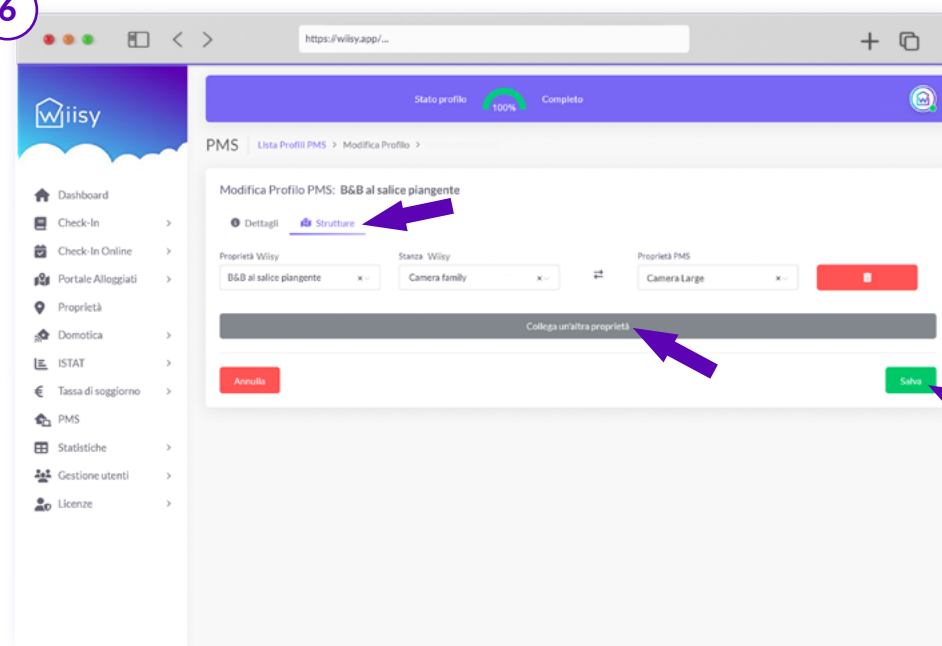 6
https://wiisy.app/...
Wiisy
Stato profilo 100% Completo
PMS Lista Profili PMS > Modifica Profilo >
Dashboard
Check-In >
Check-In Online >
Portale Alloggiati >
Proprietà
Domotica >
ISTAT >
Tassa di soggiorno >
PMS
Statistiche >
Gestione utenti >
Licenze >
Modifica Profilo PMS: B&B al salice piangente
Dettagli Strutture
Proprietà Wiisy Stanza Wiisy Proprietà PMS
B&B al salice piangente x Camera family x Camera Large x
Collega un'altra proprietà
Annulla Salva